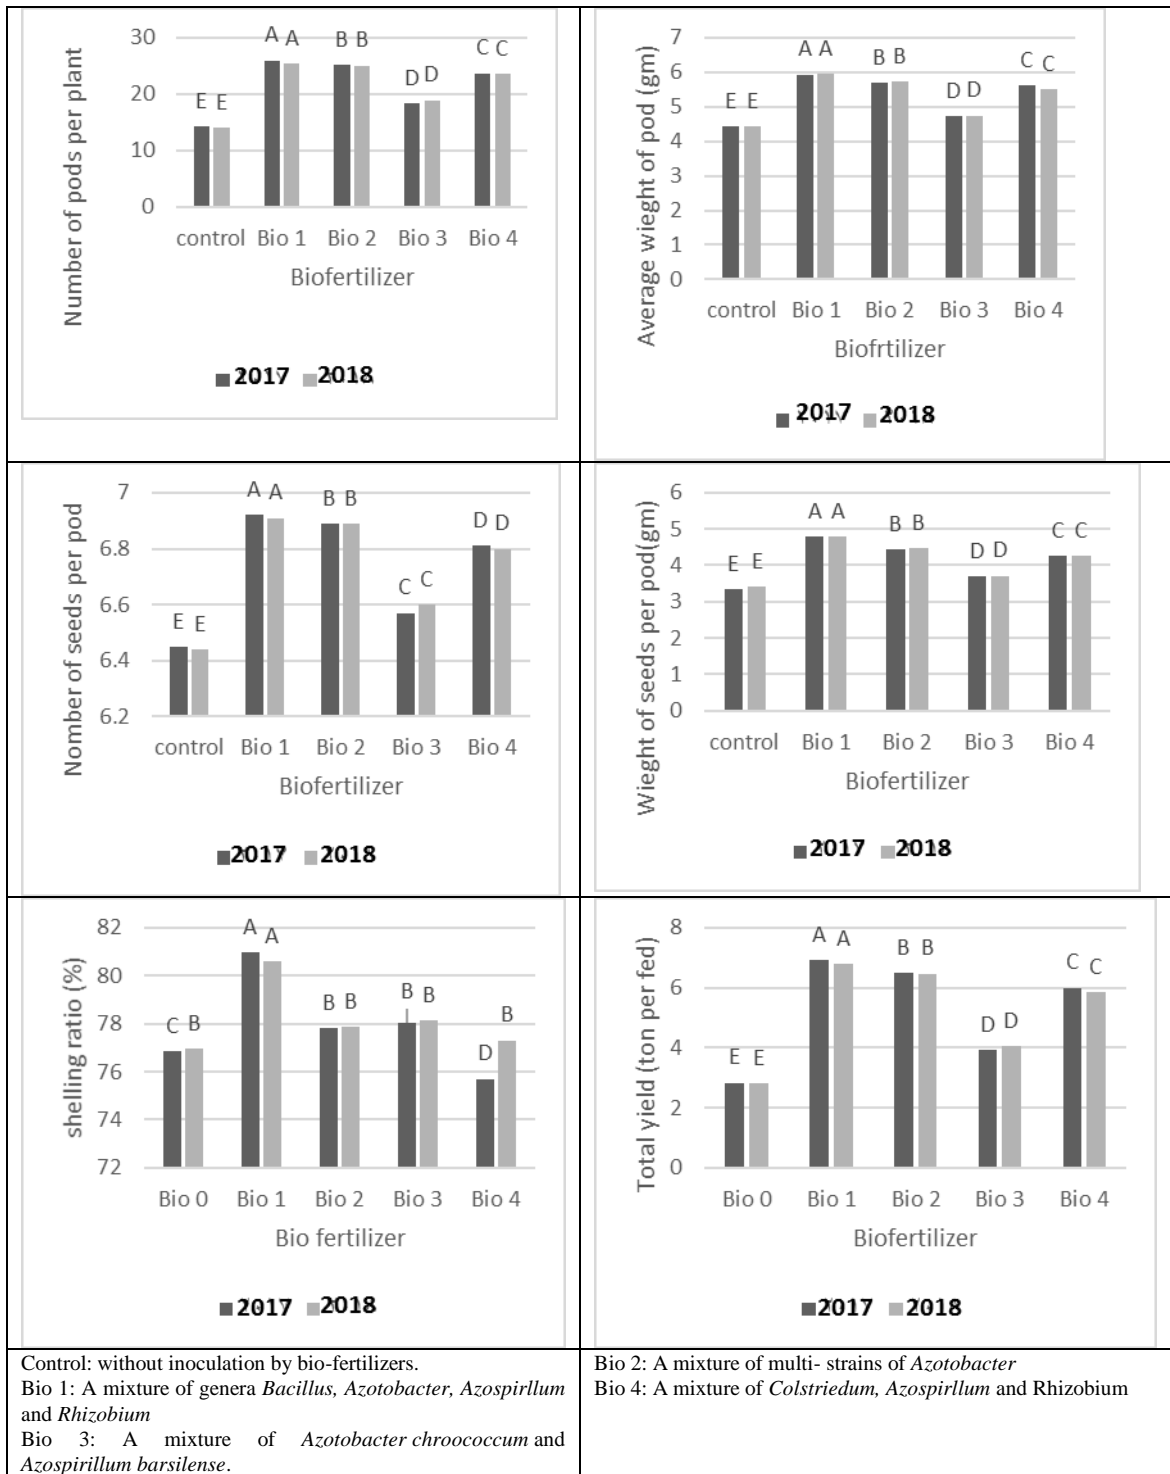 Number of pods per plant
30
20
10
0
E E
A A
B B
D D
C C
control Bio 1 Bio 2 Bio 3 Bio 4
Biofertilizer
2017 2018
Average wieght of pod (gm)
7
6
5
4
3
2
1
0
E E
A A
B B
D D
C C
control Bio 1 Bio 2 Bio 3 Bio 4
Biofrtilizer
2017 2018
Nomber of seeds per pod
7
6.8
6.6
6.4
6.2
E E
A A
B B
C C
D D
control Bio 1 Bio 2 Bio 3 Bio 4
Biofertilizer
2017 2018
Wieght of seeds per pod(gm)
6
5
4
3
2
1
0
E E
A A
B B
D D
C C
control Bio 1 Bio 2 Bio 3 Bio 4
Biofertilizer
2017 2018
shelling ratio (%)
82
80
78
76
74
72
C B
A A
B B
B B
D B
Bio 0 Bio 1 Bio 2 Bio 3 Bio 4
Bio fertilizer
2017 2018
Total yield (ton per fed)
8
6
4
2
0
E E
A A
B B
D D
C C
Bio 0 Bio 1 Bio 2 Bio 3 Bio 4
Biofertilizer
2017 2018
Control: without inoculation by bio-fertilizers.
Bio 1: A mixture of genera Bacillus, Azotobacter, Azospirllum
and Rhizobium
Bio 3: A mixture of Azotobacter chroococcum and
Azospirillum barsilense.
Bio 2: A mixture of multi- strains of Azotobacter
Bio 4: A mixture of Colstriedum, Azospirllum and Rhizobium